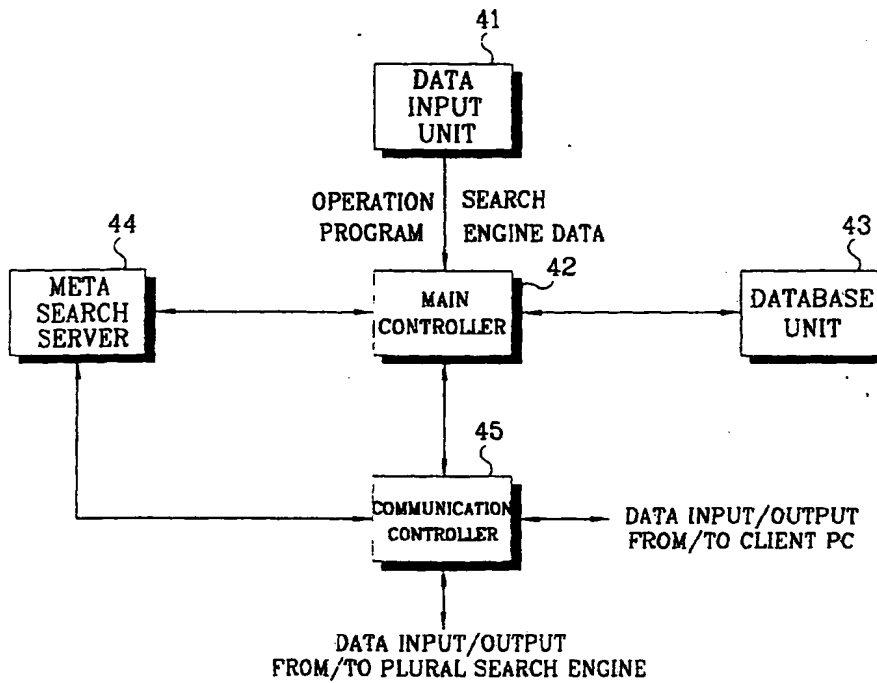 41
DATA
INPUT
UNIT
OPERATION SEARCH
PROGRAM ENGINE DATA
44
META
SEARCH
SERVER
42
MAIN
CONTROLLER
43
DATABASE
UNIT
45
COMMUNICATION
CONTROLLER
DATA INPUT/OUTPUT
FROM/TO CLIENT PC
DATA INPUT/OUTPUT
FROM/TO PLURAL SEARCH ENGINE